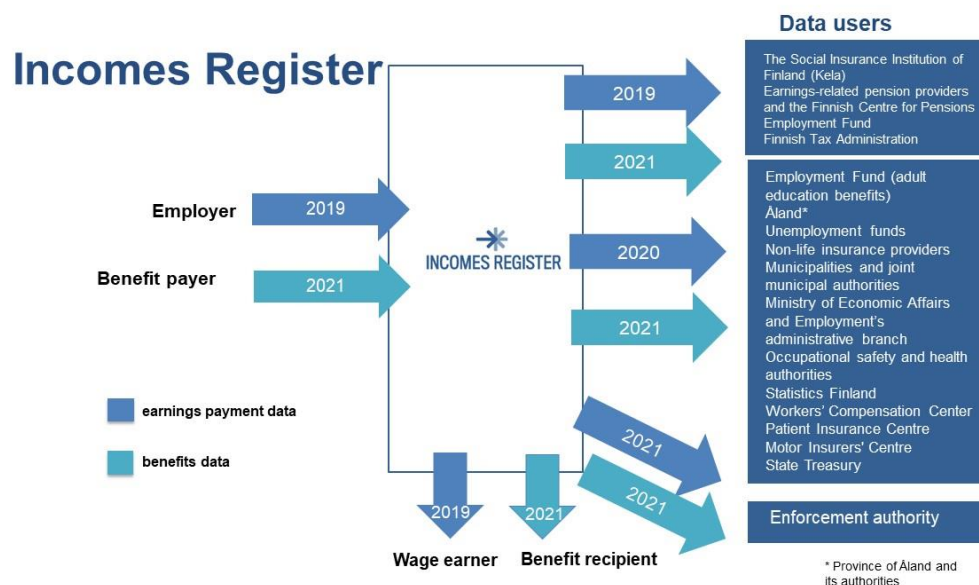 Incomes Register
Data users
The Social Insurance Institution of
Finland (Kela)
Earnings-related pension providers
and the Finnish Centre for Pensions
Employment Fund
Finnish Tax Administration
2019
2021
Employment Fund (adult
education benefits)
Åland*
Unemployment funds
Non-life insurance providers
Municipalities and joint
municipal authorities
Ministry of Economic Affairs
and Employment's
administrative branch
Occupational safety and health
authorities
Statistics Finland
Workers' Compensation Center
Patient Insurance Centre
Motor Insurers' Centre
State Treasury
Employer
2019
Benefit payer
2021
INCOMES REGISTER
2020
2021
earnings payment data
benefits data
2021
2021
2019
2021
Wage earner
Benefit recipient
Enforcement authority
* Province of Åland and
its authorities